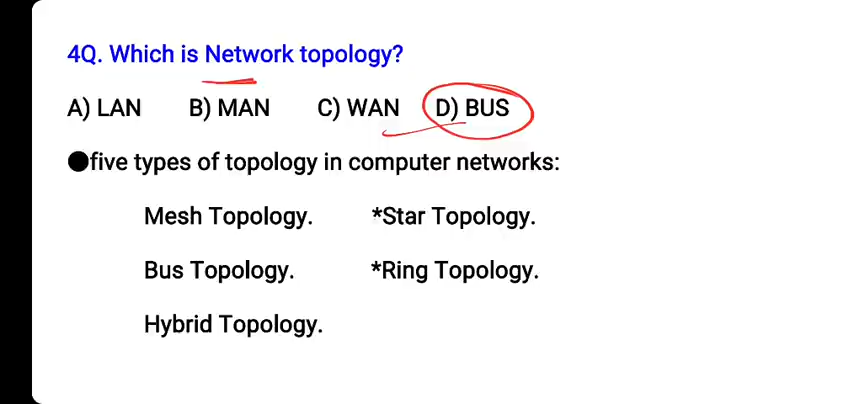 4Q. Which is Network topology?
A) LAN B) MAN C) WAN D) BUS
●five types of topology in computer networks:
Mesh Topology. *Star Topology.
Bus Topology. *Ring Topology.
Hybrid Topology.